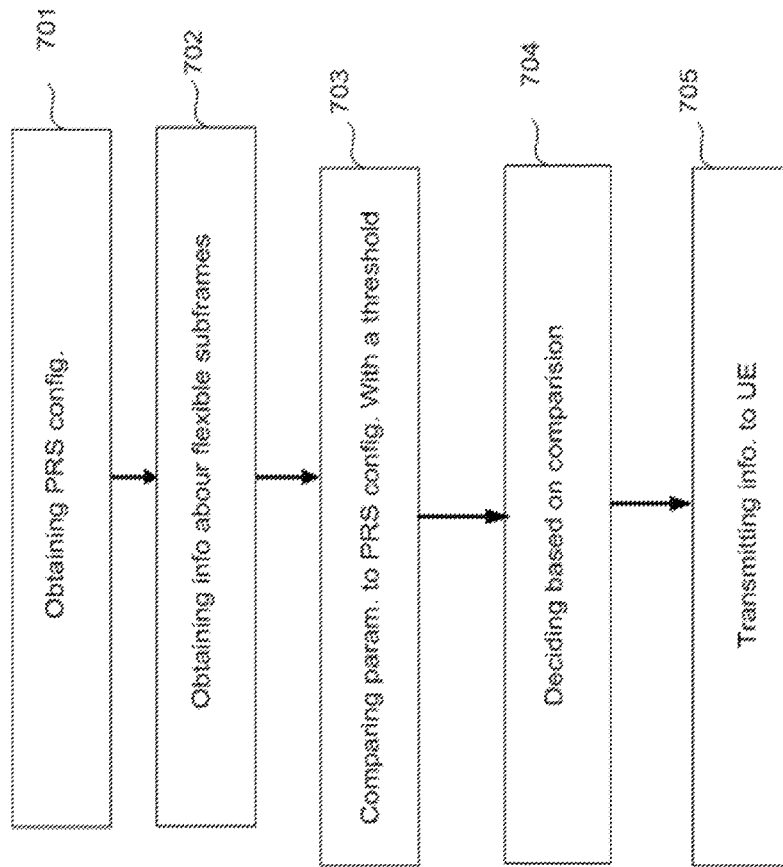 701
Obtaining PRS config.
702
Obtaining info abour flexible subframes
703
Comparing param. to PRS config. With a threshold
704
Deciding based on comparision
705
Transmitting info. to UE